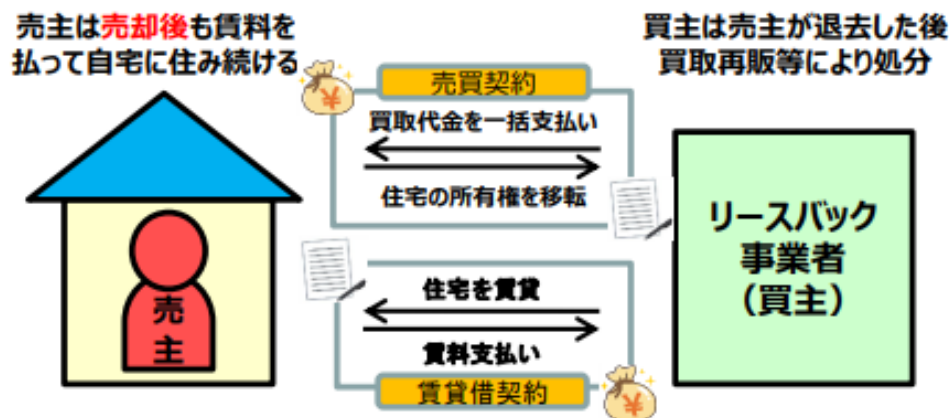 売主は売却後も賃料を
払って自宅に住み続ける
買主は売主が退去した後
買取再販等により処分
売買契約
買取代金を一括支払い
住宅の所有権を移転
売
主
リースバック
事業者
（買主）
住宅を賃貸
賃料支払い
賃貸借契約
¥
¥